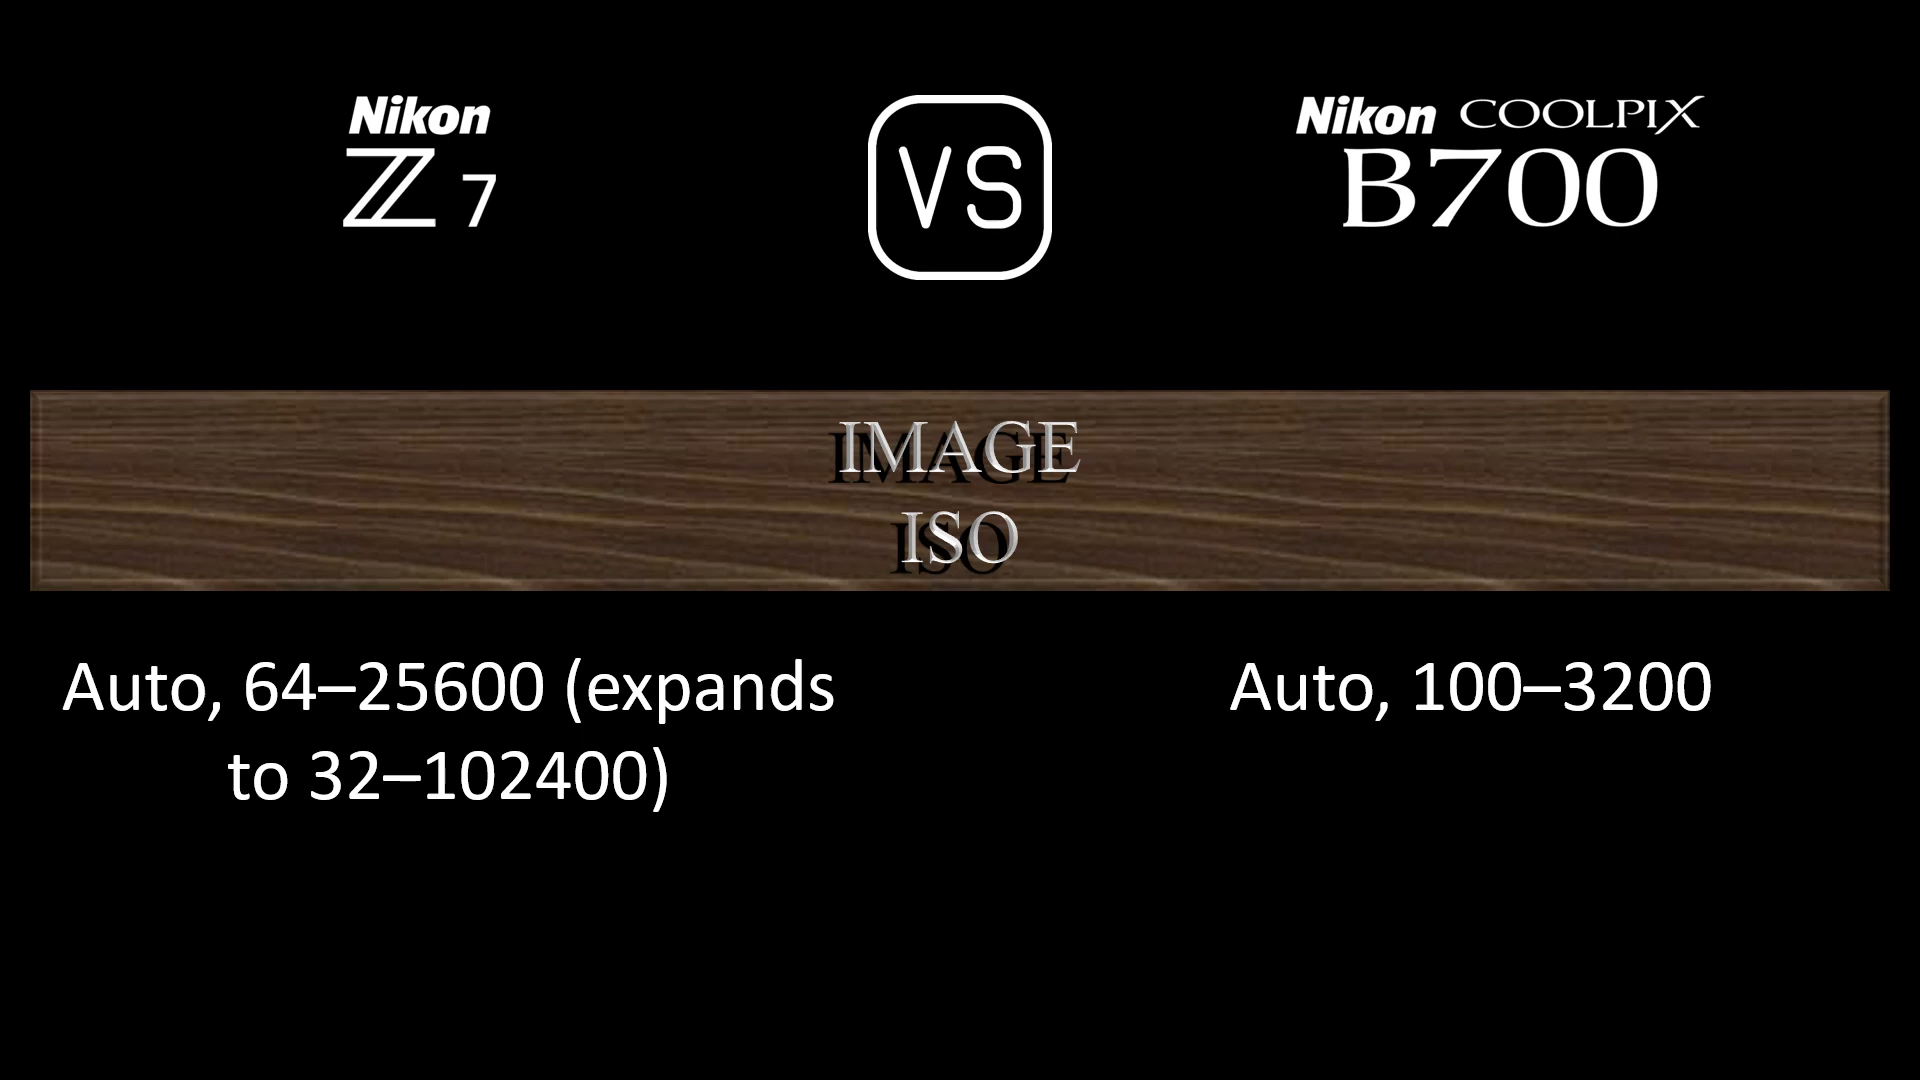 Nikon
Z 7
VS
Nikon COOLPIX
B700
IMAGE
ISO
Auto, 64–25600 (expands
to 32–102400)
Auto, 100–3200